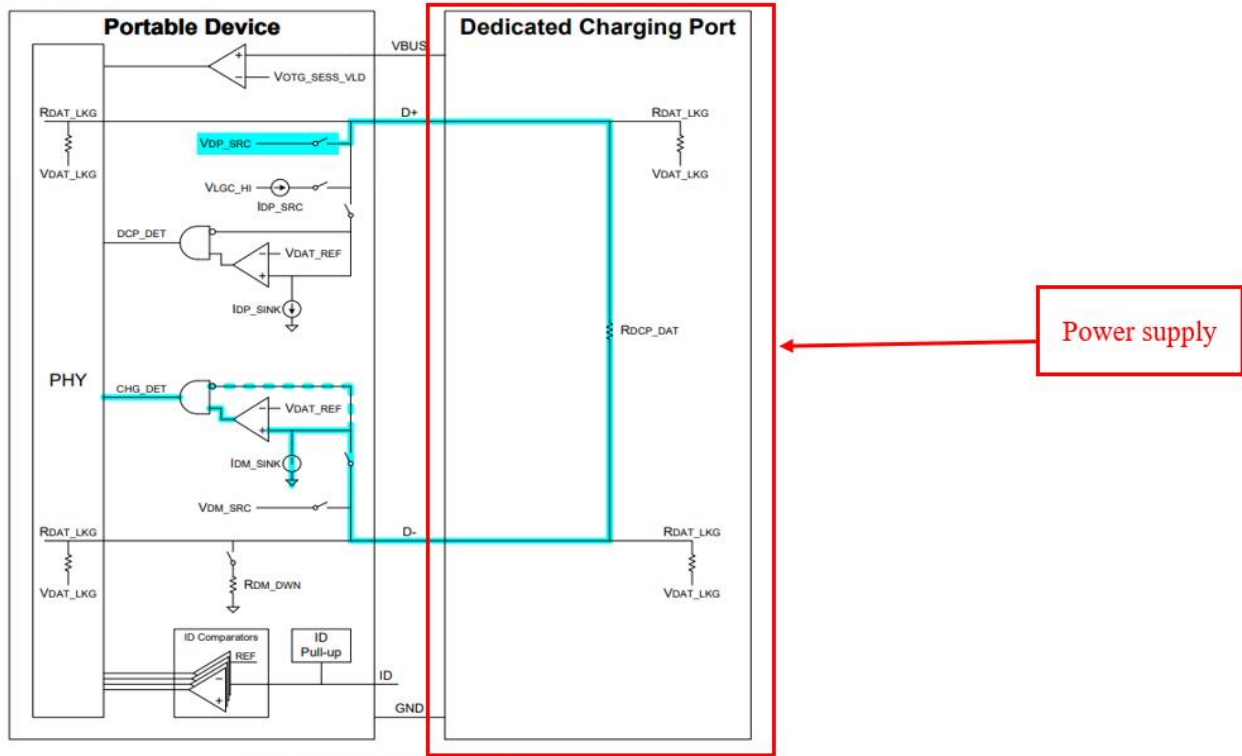 Portable Device
Dedicated Charging Port
VBUS
VOTG_SESS_VLD
RDAT_LKG
D+
RDAT_LKG
VDP_SRC
VDAT_LKG
VDAT_LKG
VLGC_HI
IDP_SRC
DCP_DET
VDAT_REF
IDP_SINK
RDCP_DAT
Power supply
PHY
CHG_DET
VDAT_REF
IDM_SINK
VDM_SRC
RDAT_LKG
D-
RDAT_LKG
RDM_DWN
VDAT_LKG
VDAT_LKG
ID Comparators
REF
ID
Pull-up
ID
GND